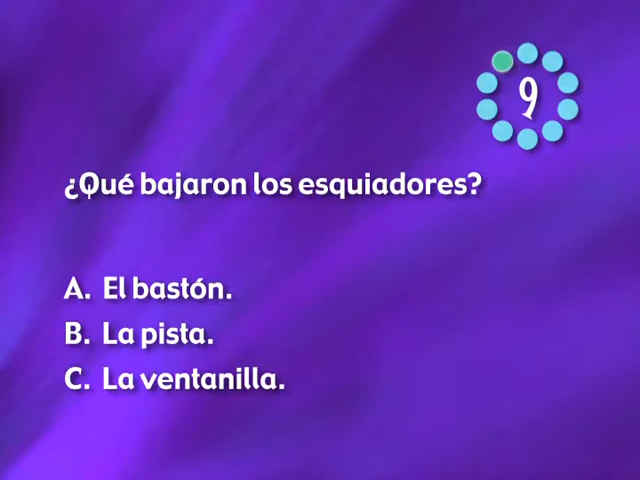 9
¿Qué bajaron los esquiadores?
A. El bastón.
B. La pista.
C. La ventanilla.